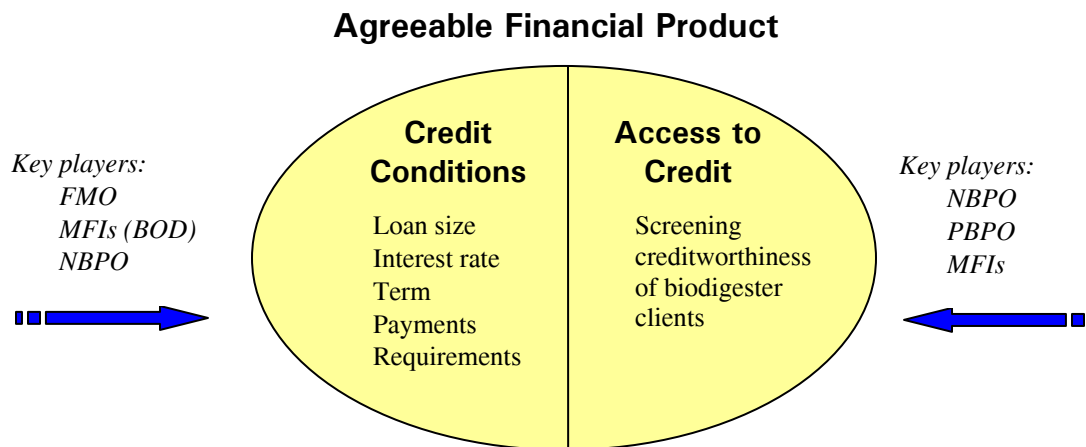 Agreeable Financial Product
Key players:
FMO
MFIs (BOD)
NBPO
Credit
Conditions
Loan size
Interest rate
Term
Payments
Requirements
Access to
Credit
Screening
creditworthiness
of biodigester
clients
Key players:
NBPO
PBPO
MFIs